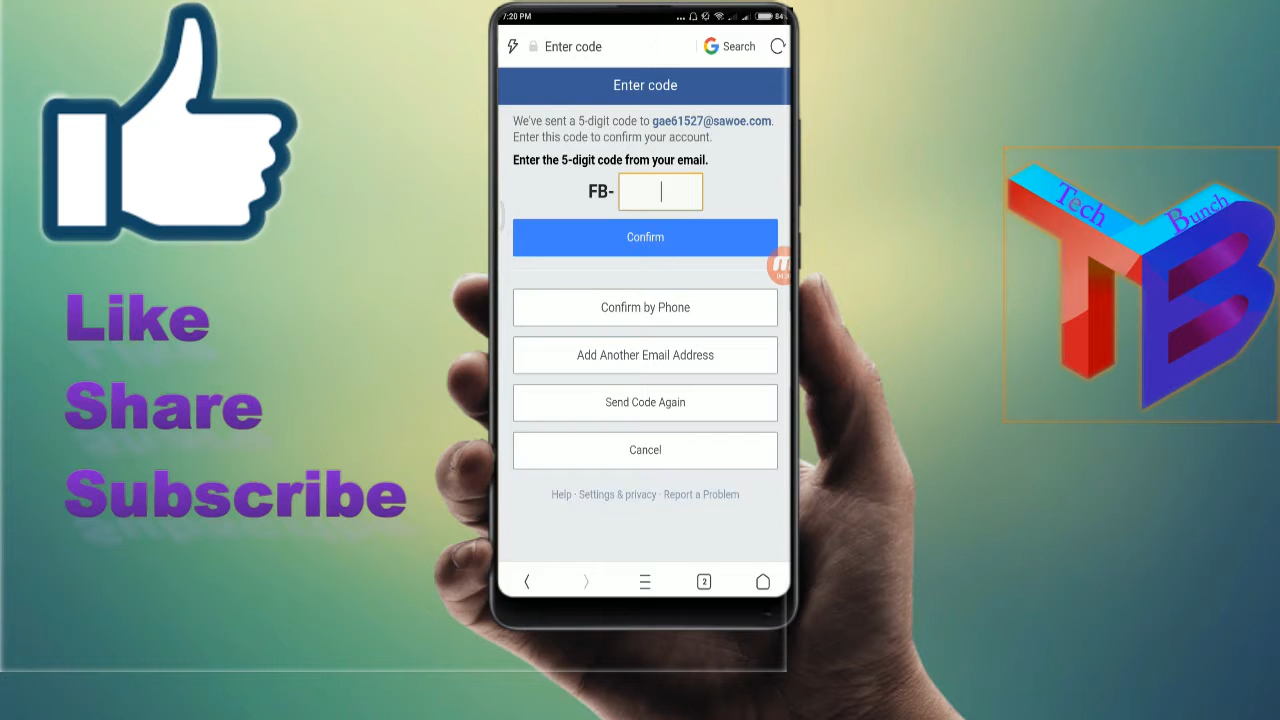 7:20 PM
84
Enter code
Search
Enter code
We've sent a 5-digit code to gae61527@sawoe.com.
Enter this code to confirm your account.
Enter the 5-digit code from your email.
FB-
Confirm
Confirm by Phone
Add Another Email Address
Send Code Again
Cancel
Help · Settings & privacy · Report a Problem
2
Like
Share
Subscribe
Tech
Bunch
TB